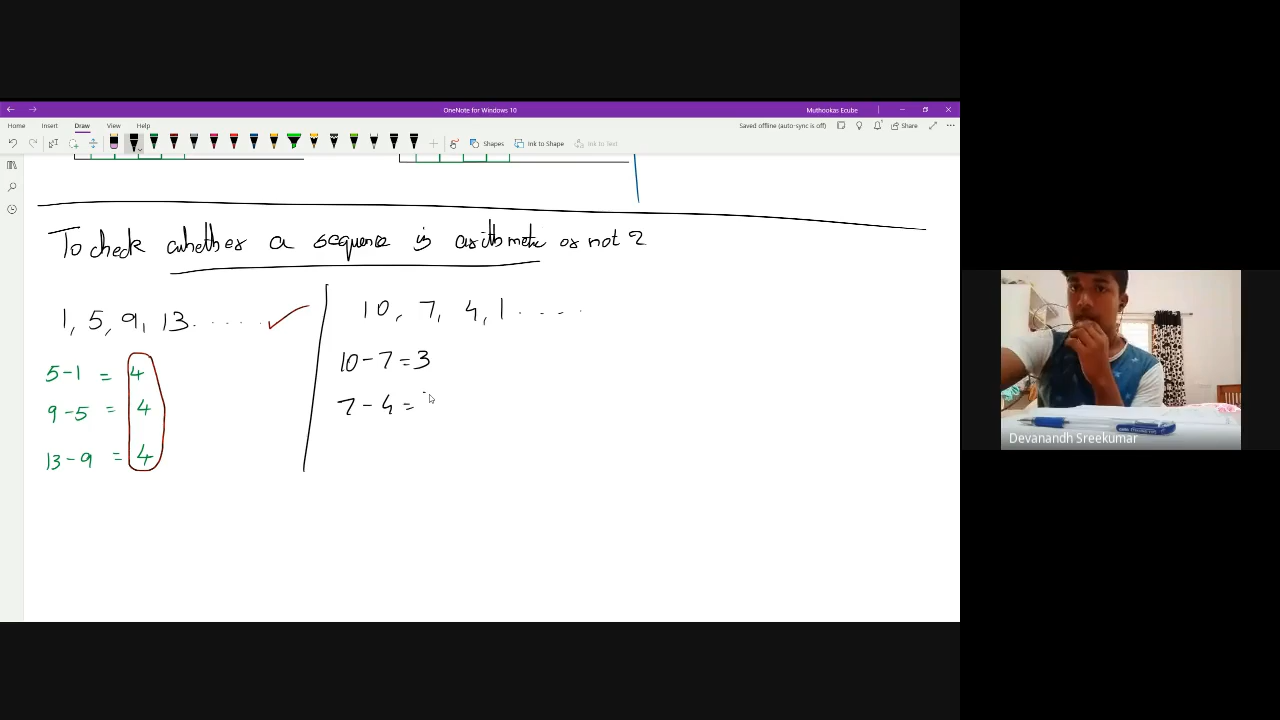 OneNote for Windows 10
Muthookas Ecube
Home Insert Draw View Help
Saved offline (auto-sync is off) Share
Shapes Ink to Shape Ink to Text
To check whether a sequence is arithmetic or not ?
1, 5, 9, 13.....
5-1 = 4
9-5 = 4
13-9 = 4
10, 7, 4, 1....
10-7=3
7-4=
Devanandh Sreekumar